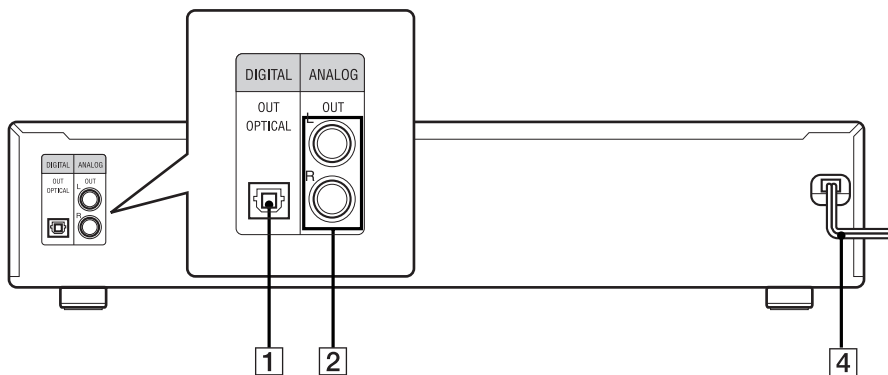 DIGITAL ANALOG
OUT OUT
OPTICAL L
R
DIGITAL ANALOG
OUT OUT
OPTICAL L
R
1 2 4